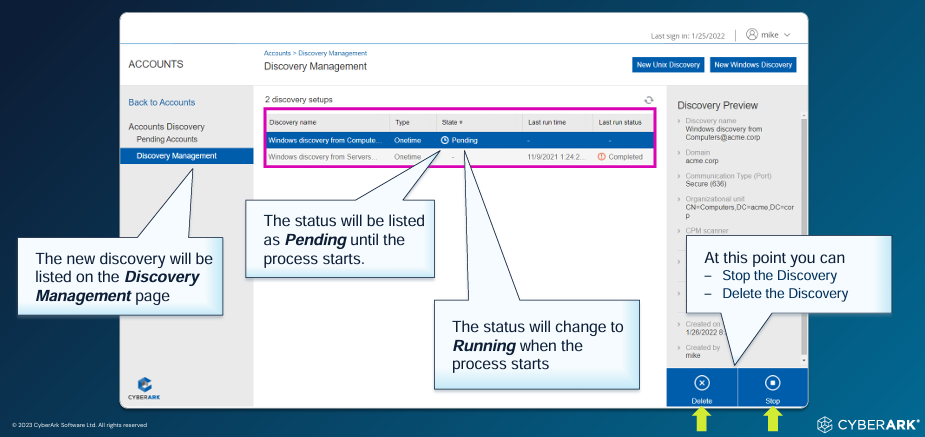 Last sign in: 1/25/2022
mike
ACCOUNTS
Accounts > Discovery Management
Discovery Management
New Unix Discovery
New Windows Discovery
Back to Accounts
Accounts Discovery
Pending Accounts
Discovery Management
2 discovery setups
Discovery name Type State Last run time Last run status
Windows discovery from Compute... Onetime Pending - -
Windows discovery from Servers... Onetime - 11/9/2021 1:24:2... Completed
Discovery Preview
Discovery name
Windows discovery from
Computers@acme.corp
Domain
acme.corp
Communication Type (Port)
Secure (636)
Organizational unit
CN=Computers,DC=acme,DC=cor
p
CPM scanner
Created on
1/26/2022 8:
Created by
mike
Delete
Stop
The new discovery will be
listed on the Discovery
Management page
The status will be listed
as Pending until the
process starts.
The status will change to
Running when the
process starts
At this point you can
– Stop the Discovery
– Delete the Discovery
CYBERARK
© 2023 CyberArk Software Ltd. All rights reserved
CYBERARK®